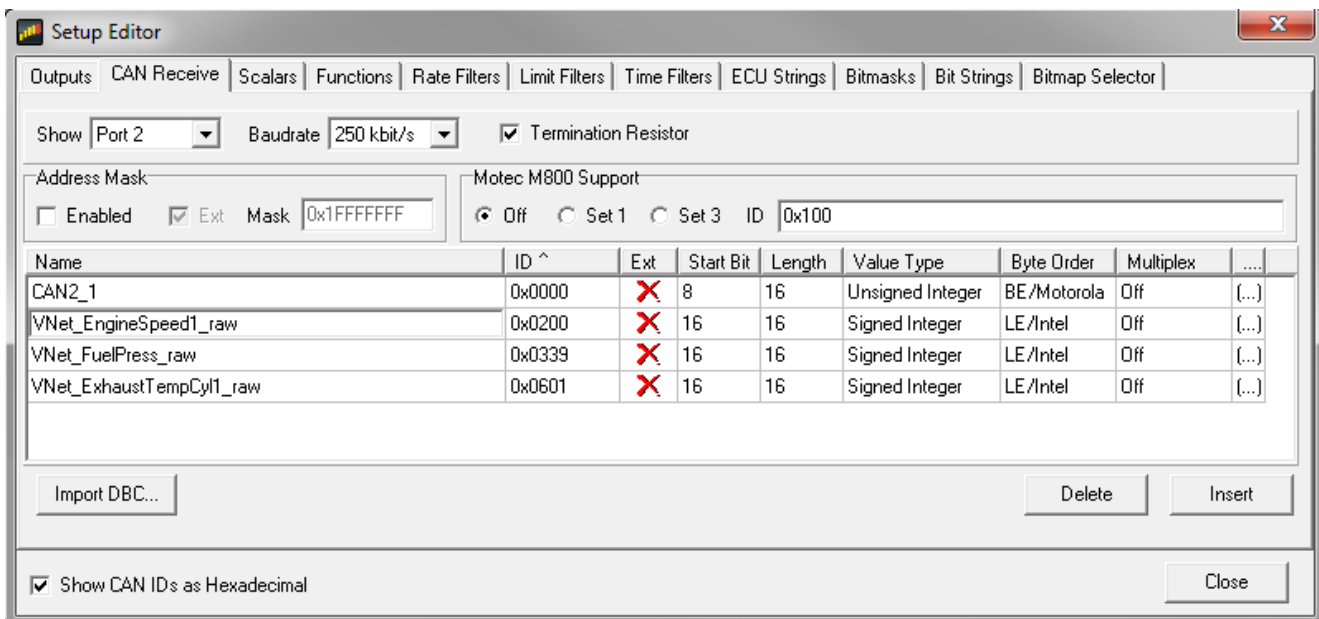 Setup Editor
Outputs CAN Receive Scalars Functions Rate Filters Limit Filters Time Filters ECU Strings Bitmasks Bit Strings Bitmap Selector
Show Port 2 Baudrate 250 kbit/s Termination Resistor
Address Mask Motec M800 Support
Enabled Ext Mask 0x1FFFFFFF Off Set 1 Set 3 ID 0x100
Name ID ^ Ext Start Bit Length Value Type Byte Order Multiplex ....
CAN2_1 0x0000 8 16 Unsigned Integer BE/Motorola Off (...)
VNet_EngineSpeed1_raw 0x0200 16 16 Signed Integer LE/Intel Off (...)
VNet_FuelPress_raw 0x0339 16 16 Signed Integer LE/Intel Off (...)
VNet_ExhaustTempCyl1_raw 0x0601 16 16 Signed Integer LE/Intel Off (...)
Import DBC... Delete Insert
Show CAN IDs as Hexadecimal Close